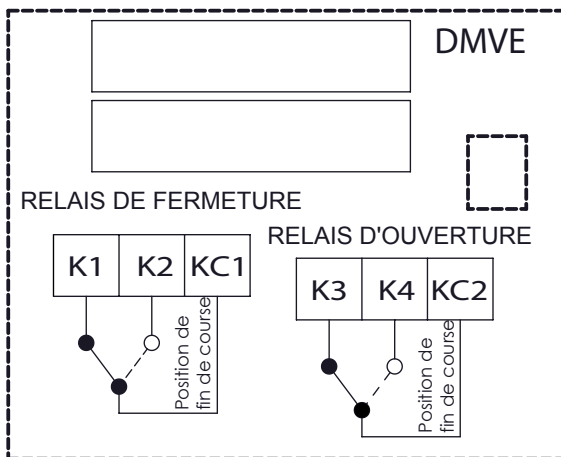 DMVE
RELAIS DE FERMETURE
K1 K2 KC1
Position de
fin de course
RELAIS D'OUVERTURE
K3 K4 KC2
Position de
fin de course